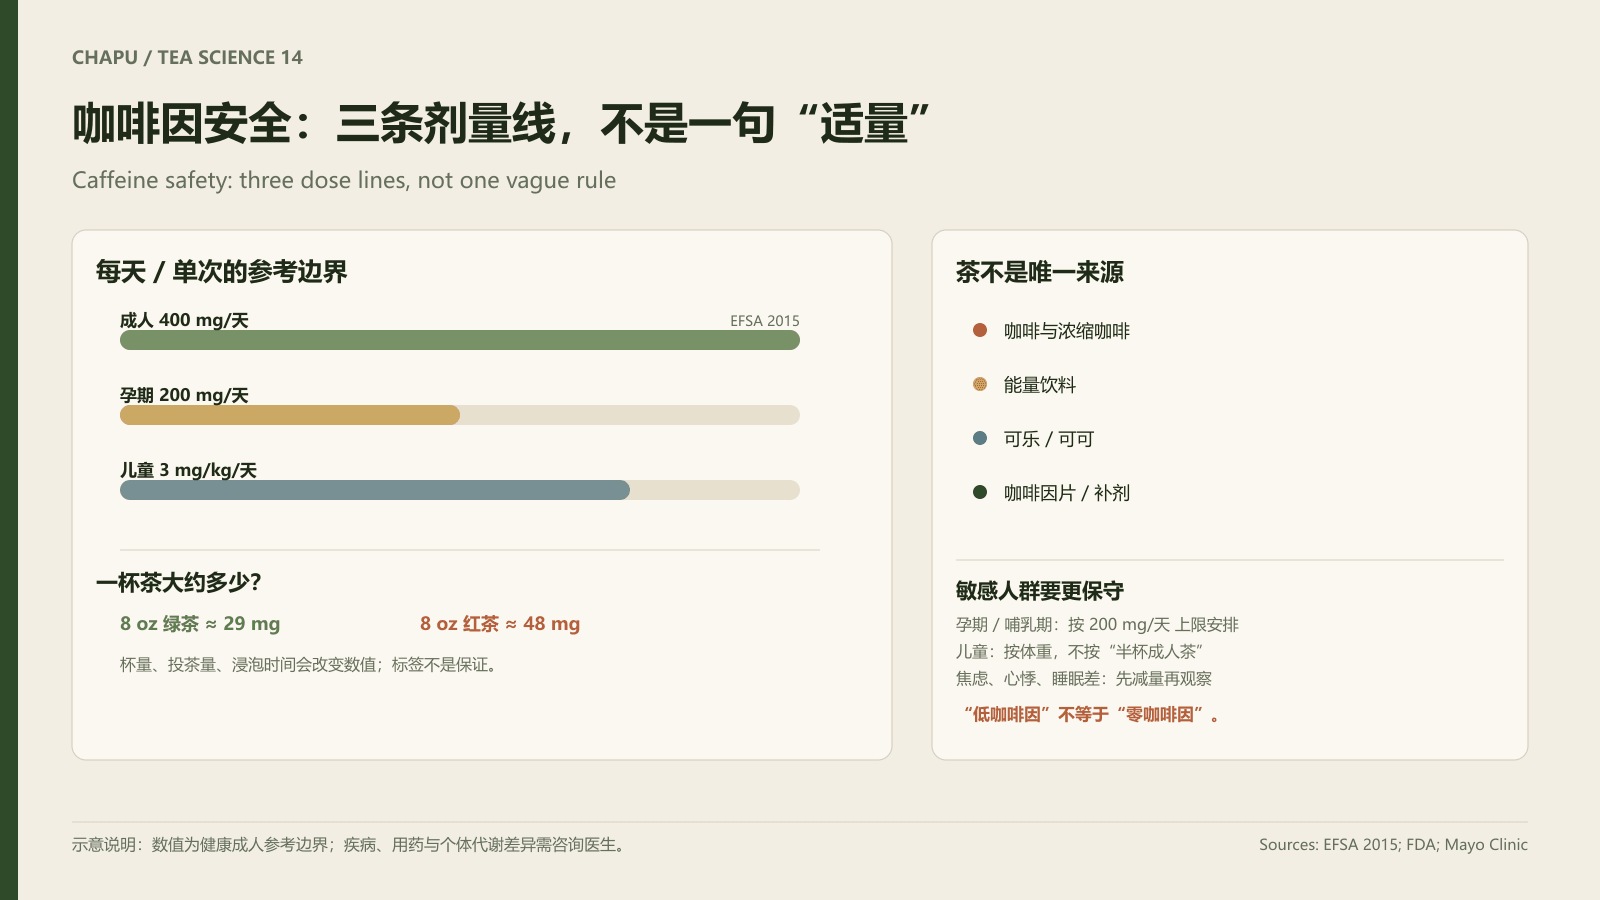 CHAPU / TEA SCIENCE 14
咖啡因安全：三条剂量线，不是一句“适量”
Caffeine safety: three dose lines, not one vague rule
每天 / 单次的参考边界
成人 400 mg/天
EFSA 2015
孕期 200 mg/天
儿童 3 mg/kg/天
一杯茶大约多少？
8 oz 绿茶 ≈ 29 mg
8 oz 红茶 ≈ 48 mg
杯量、投茶量、浸泡时间会改变数值；标签不是保证。
茶不是唯一来源
咖啡与浓缩咖啡
能量饮料
可乐 / 可可
咖啡因片 / 补剂
敏感人群要更保守
孕期 / 哺乳期：按 200 mg/天 上限安排
儿童：按体重，不按“半杯成人茶”
焦虑、心悸、睡眠差：先减量再观察
“低咖啡因”不等于“零咖啡因”。
示意说明：数值为健康成人参考边界；疾病、用药与个体代谢差异需咨询医生。
Sources: EFSA 2015; FDA; Mayo Clinic